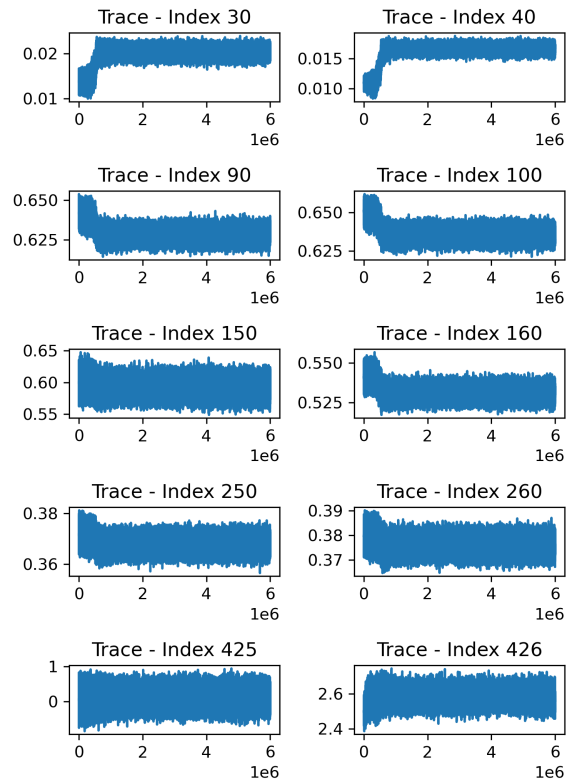 Trace - Index 30
Trace - Index 40
0.02
0.01
0.015
0.010
0 2 4 6
1e6
0 2 4 6
1e6
Trace - Index 90
Trace - Index 100
0.650
0.625
0.650
0.625
0 2 4 6
1e6
0 2 4 6
1e6
Trace - Index 150
Trace - Index 160
0.65
0.60
0.55
0.550
0.525
0 2 4 6
1e6
0 2 4 6
1e6
Trace - Index 250
Trace - Index 260
0.38
0.36
0.39
0.38
0.37
0 2 4 6
1e6
0 2 4 6
1e6
Trace - Index 425
Trace - Index 426
1
0
2.6
2.4
0 2 4 6
1e6
0 2 4 6
1e6